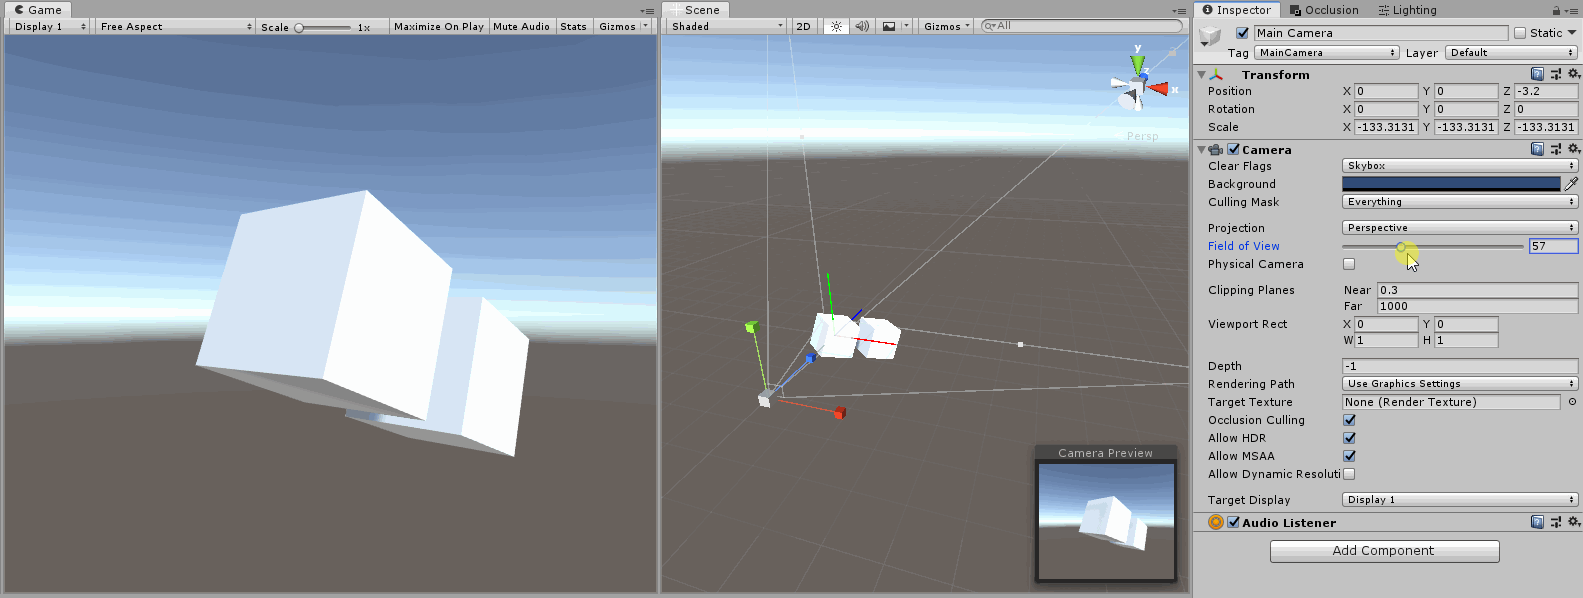 Game
Display 1
Free Aspect
Scale
1x
Maximize On Play
Mute Audio
Stats
Gizmos
Scene
Shaded
2D
Gizmos
All
y
x
z
Persp
Camera Preview
Inspector
Occlusion
Lighting
Main Camera
Static
Tag
MainCamera
Layer
Default
Transform
Position X 0 Y 0 Z -3.2
Rotation X 0 Y 0 Z 0
Scale X -133.3131 Y -133.3131 Z -133.3131
Camera
Clear Flags Skybox
Background
Culling Mask Everything
Projection Perspective
Field of View 57
Physical Camera
Clipping Planes Near 0.3
Far 1000
Viewport Rect X 0 Y 0
W 1 H 1
Depth -1
Rendering Path Use Graphics Settings
Target Texture None (Render Texture)
Occlusion Culling
Allow HDR
Allow MSAA
Allow Dynamic Resoluti
Target Display Display 1
Audio Listener
Add Component